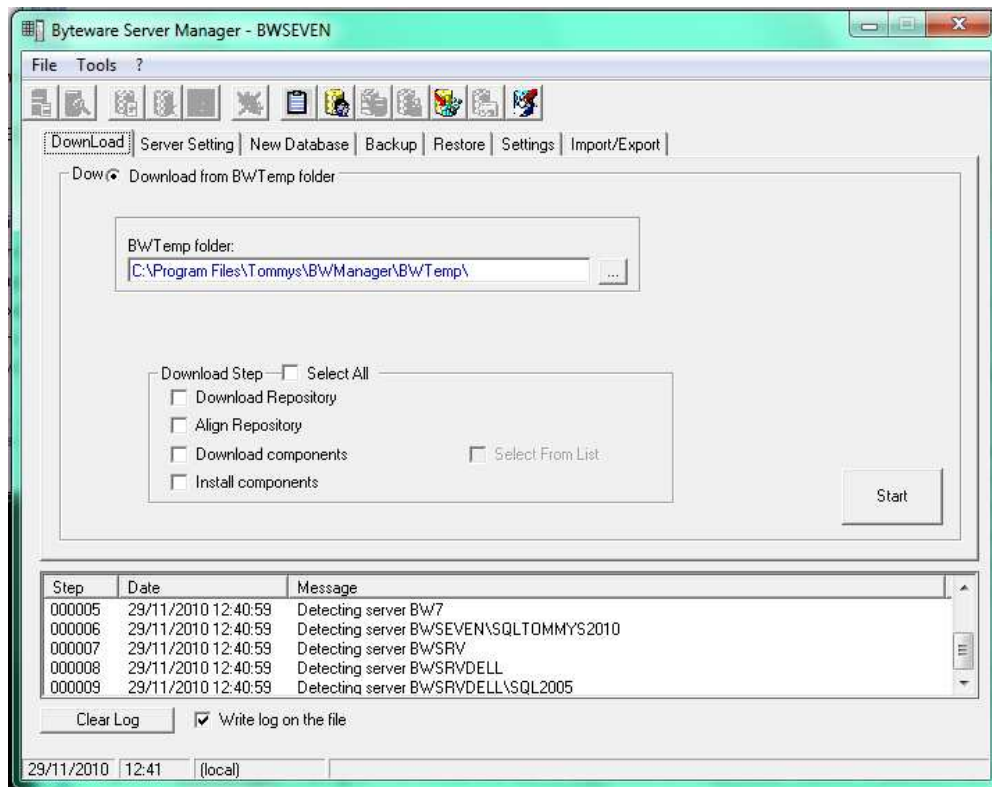 Byteware Server Manager - BWSEVEN
File Tools ?
DownLoad Server Setting New Database Backup Restore Settings Import/Export
Dow Download from BWTemp folder
BWTemp folder:
C:\Program Files\Tommys\BWManager\BWTemp\ ...
Download Step Select All
Download Repository
Align Repository
Download components Select From List
Install components
Start
Step Date Message
000005 29/11/2010 12:40:59 Detecting server BW7
000006 29/11/2010 12:40:59 Detecting server BWSEVEN\SQLTOMMYS2010
000007 29/11/2010 12:40:59 Detecting server BWSRV
000008 29/11/2010 12:40:59 Detecting server BWSRVDELL
000009 29/11/2010 12:40:59 Detecting server BWSRVDELL\SQL2005
Clear Log Write log on the file
29/11/2010 12:41 (local)